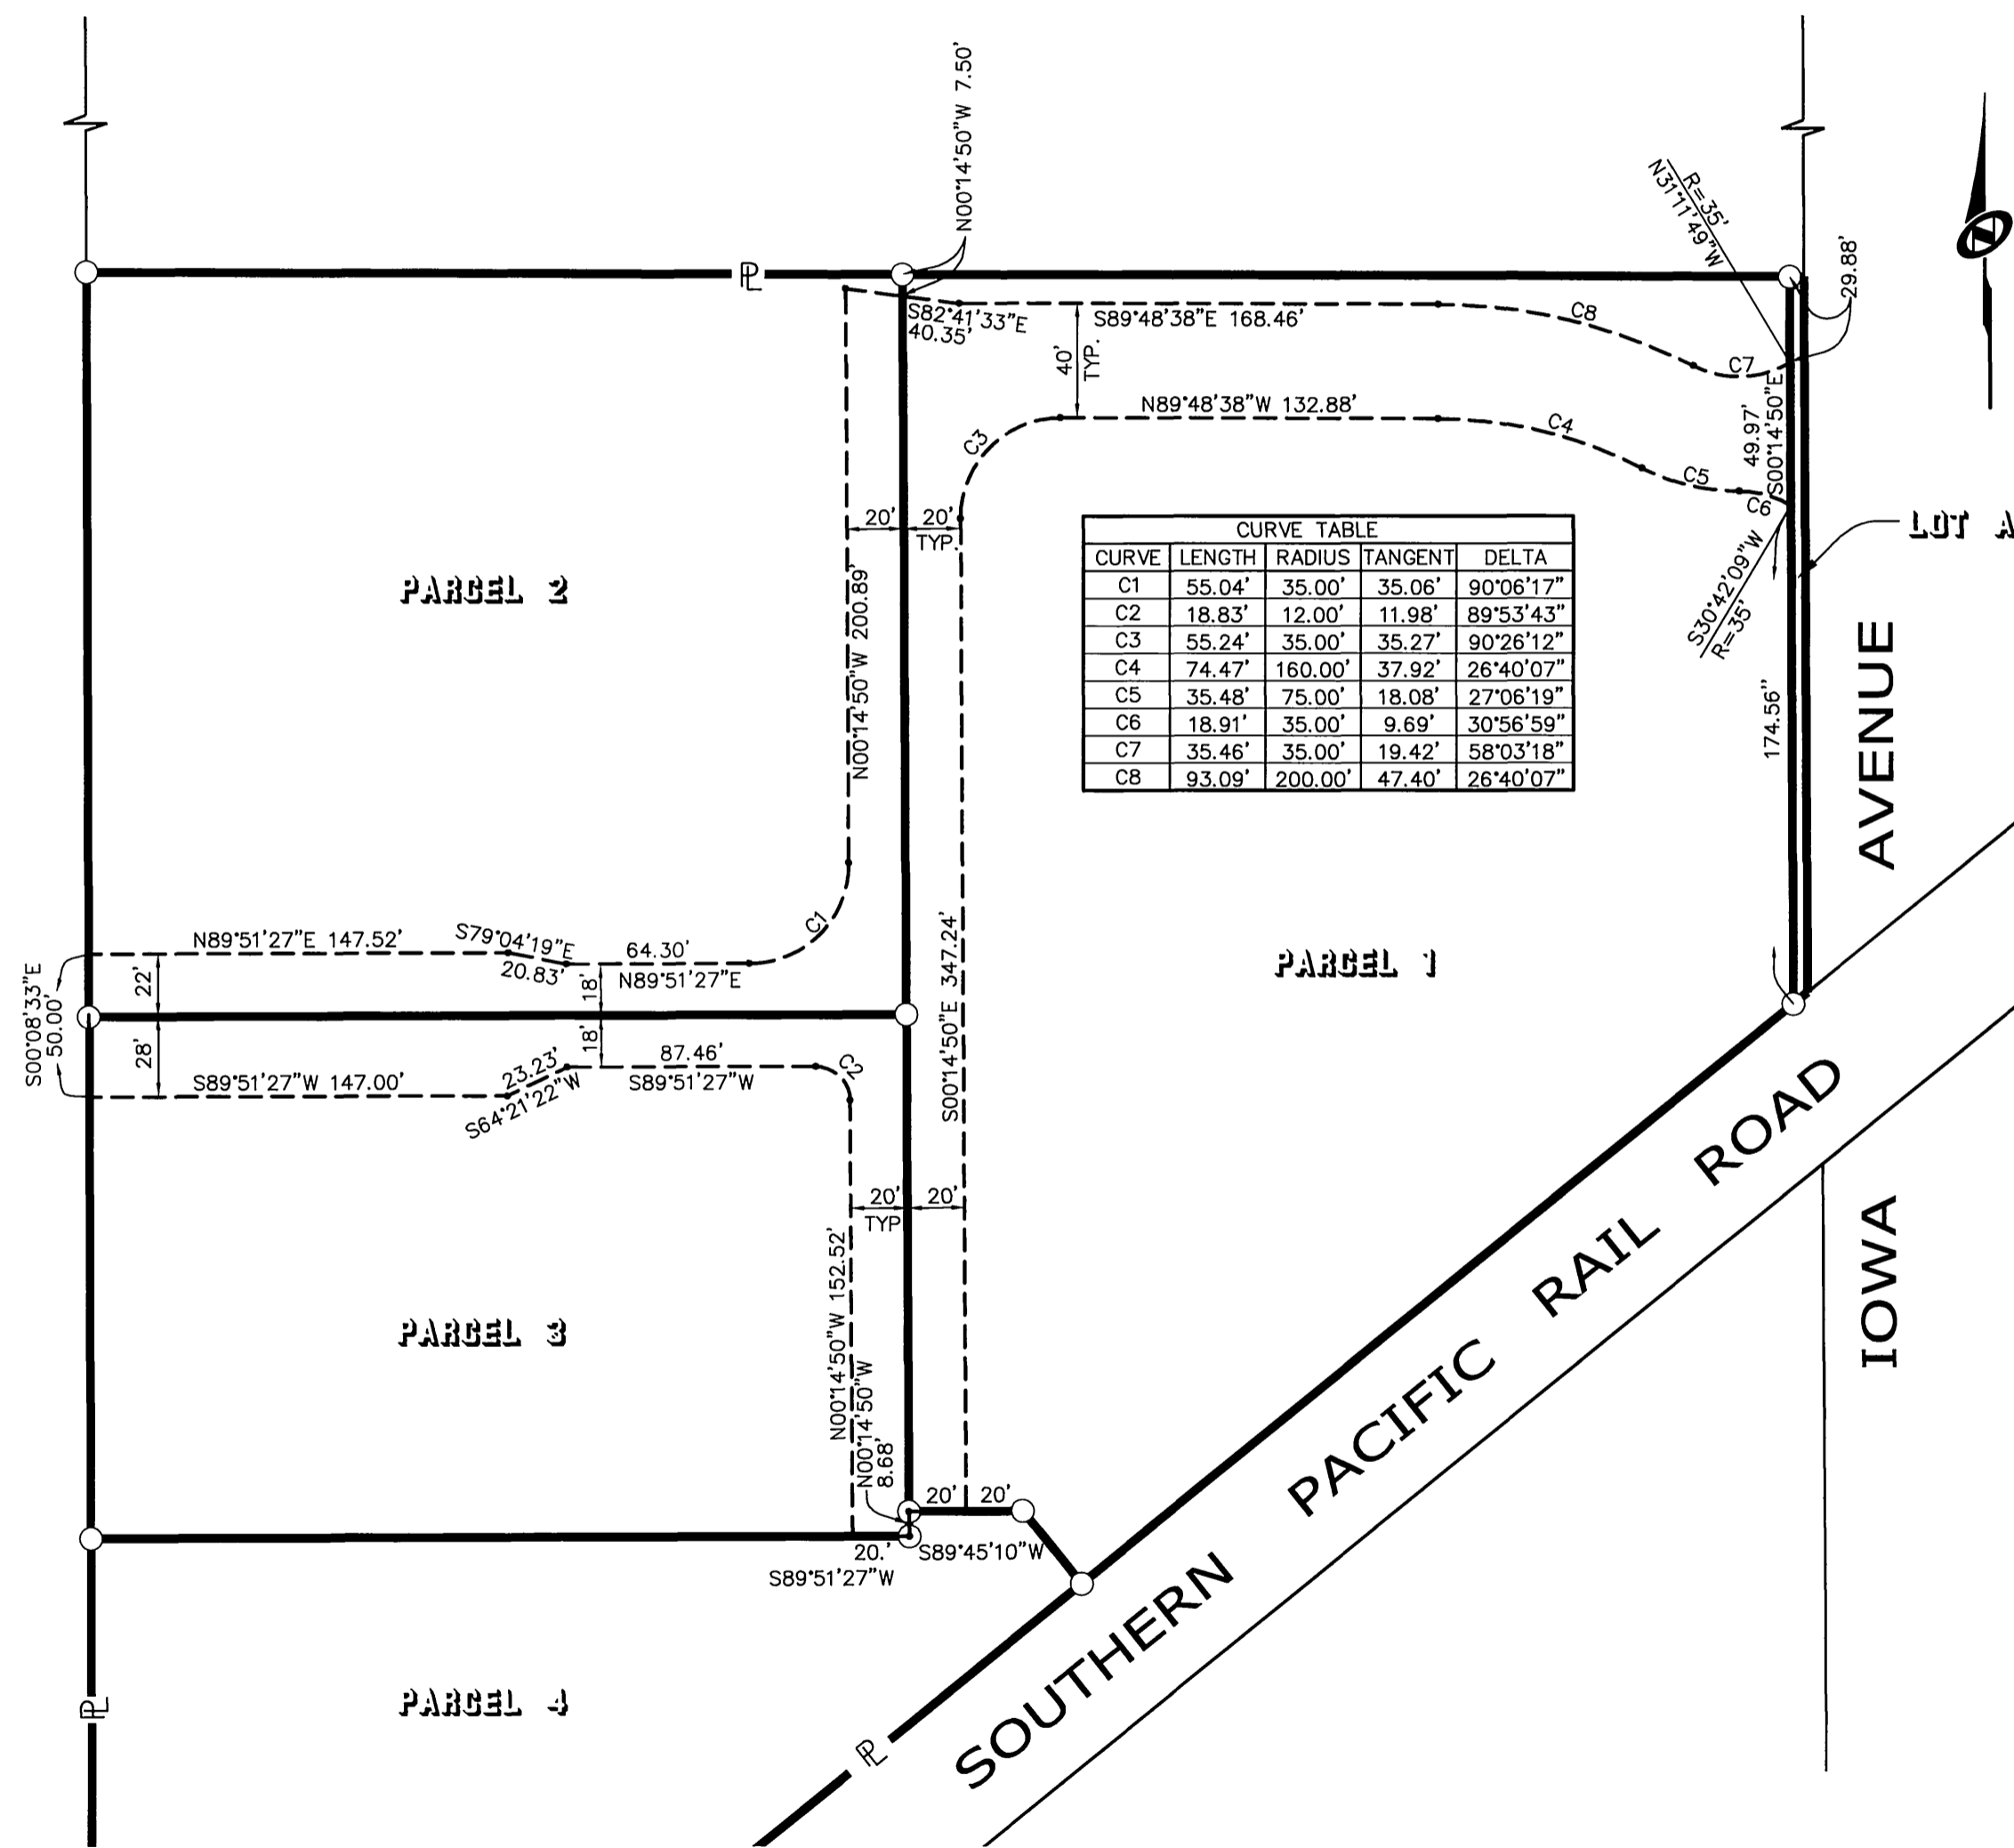 N00°14'50"W 7.50'
R=35'
N31°11'49"W
29.88'
PL
S82°41'33"E
40.35'
S89°48'38"E 168.46'
C8
C7
40'
TYP.
N89°48'38"W 132.88'
C3
C4
C5
C6
49.97'
S00°14'50"E
20'
20'
TYP.
LOT A
S30°42'09"W
R=35'
CURVE TABLE
CURVE LENGTH RADIUS TANGENT DELTA
C1 55.04' 35.00' 35.06' 90°06'17"
C2 18.83' 12.00' 11.98' 89°53'43"
C3 55.24' 35.00' 35.27' 90°26'12"
C4 74.47' 160.00' 37.92' 26°40'07"
C5 35.48' 75.00' 18.08' 27°06'19"
C6 18.91' 35.00' 9.69' 30°56'59"
C7 35.46' 35.00' 19.42' 58°03'18"
C8 93.09' 200.00' 47.40' 26°40'07"
PARCEL 2
N00°14'50"W 200.89'
174.56"
AVENUE
N89°51'27"E 147.52'
S79°04'19"E
20.83'
64.30'
N89°51'27"E
C1
S00°14'50"E 347.24'
PARCEL 1
S00°08'33"E
50.00'
22'
28'
18'
18'
S89°51'27"W 147.00'
23.23'
S64°21'22"W
87.46'
S89°51'27"W
C2
20'
TYP
20'
N00°14'50"W 152.52'
N00°14'50"W
8.68'
PARCEL 3
20'
20'
20.'
S89°45'10"W
S89°51'27"W
PARCEL 4
PL
PL
SOUTHERN PACIFIC RAIL ROAD
IOWA
N